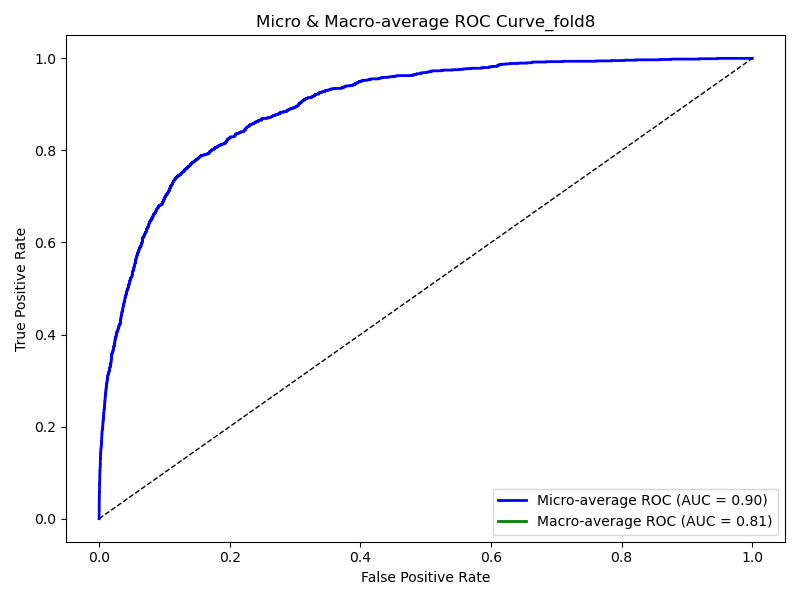 Micro & Macro-average ROC Curve_fold8
True Positive Rate
1.0
0.8
0.6
0.4
0.2
0.0
0.0 0.2 0.4 0.6 0.8 1.0
False Positive Rate
Micro-average ROC (AUC = 0.90)
Macro-average ROC (AUC = 0.81)